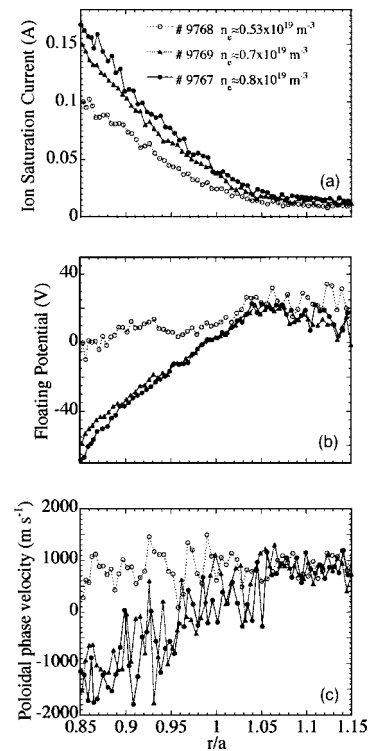 # 9768 n_e≈0.53x10^19 m^-3
# 9769 n_e≈0.7x10^19 m^-3
# 9767 n_e≈0.8x10^19 m^-3
Ion Saturation Current (A)
0.15
0.1
0.05
0
(a)
Floating Potential (V)
40
0
-40
(b)
Poloidal phase velocity (m s^-1)
2000
1000
0
-1000
-2000
(c)
0.85 0.9 0.95 1 1.05 1.1 1.15
r/a